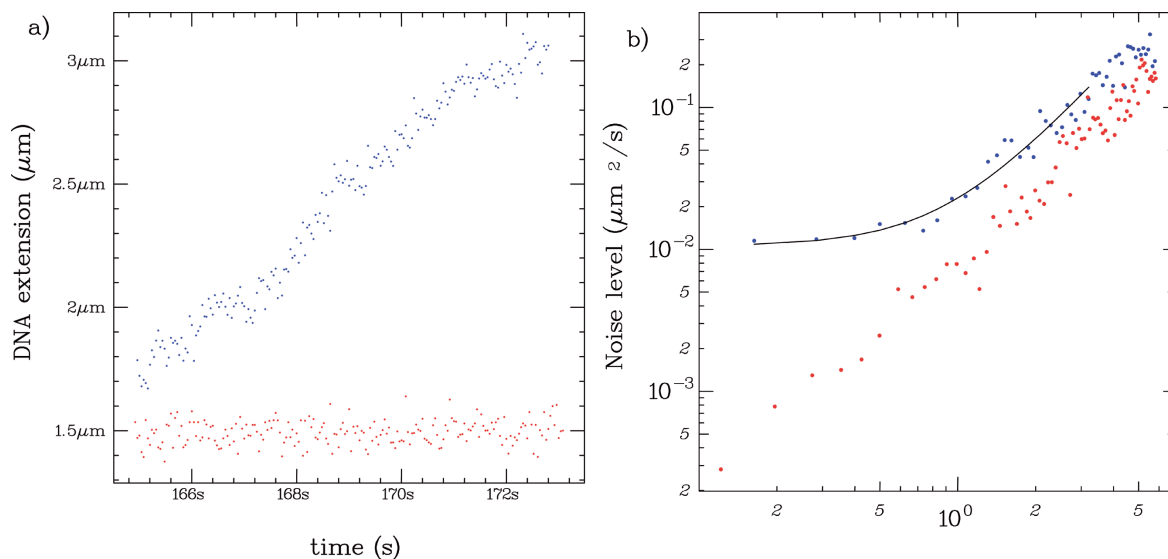 a)
DNA extension (μm)
3μm
2.5μm
2μm
1.5μm
166s 168s 170s 172s
time (s)
b)
Noise level (μm 2/s)
2
10⁻¹
5
2
10⁻²
5
2
10⁻³
5
2
2 5 10⁰ 2 5